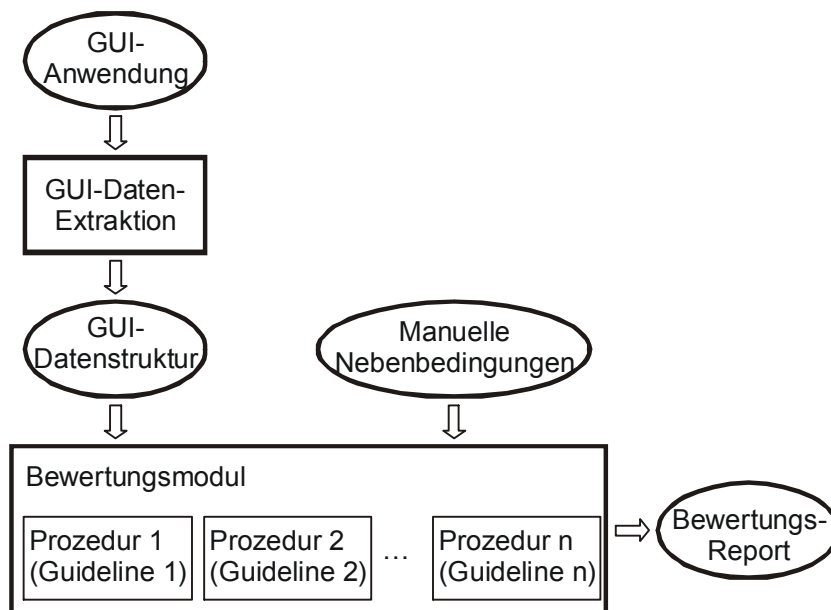 GUI-
Anwendung
GUI-Daten-
Extraktion
GUI-
Datenstruktur
Manuelle
Nebenbedingungen
Bewertungsmodul
Prozedur 1
(Guideline 1)
Prozedur 2
(Guideline 2)
...
Prozedur n
(Guideline n)
Bewertungs-
Report